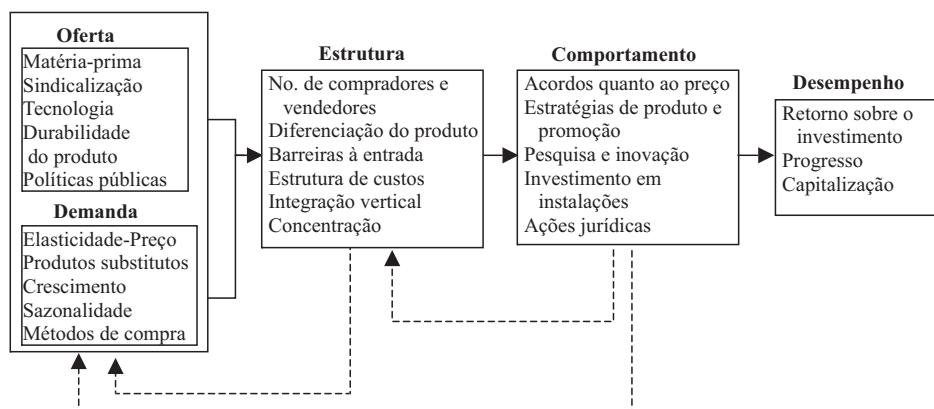 Oferta
Matéria-prima
Sindicalização
Tecnologia
Durabilidade
do produto
Políticas públicas
Demanda
Elasticidade-Preço
Produtos substitutos
Crescimento
Sazonalidade
Métodos de compra
Estrutura
No. de compradores e
vendedores
Diferenciação do produto
Barreiras à entrada
Estrutura de custos
Integração vertical
Concentração
Comportamento
Acordos quanto ao preço
Estratégias de produto e
promoção
Pesquisa e inovação
Investimento em
instalações
Ações jurídicas
Desempenho
Retorno sobre o
investimento
Progresso
Capitalização